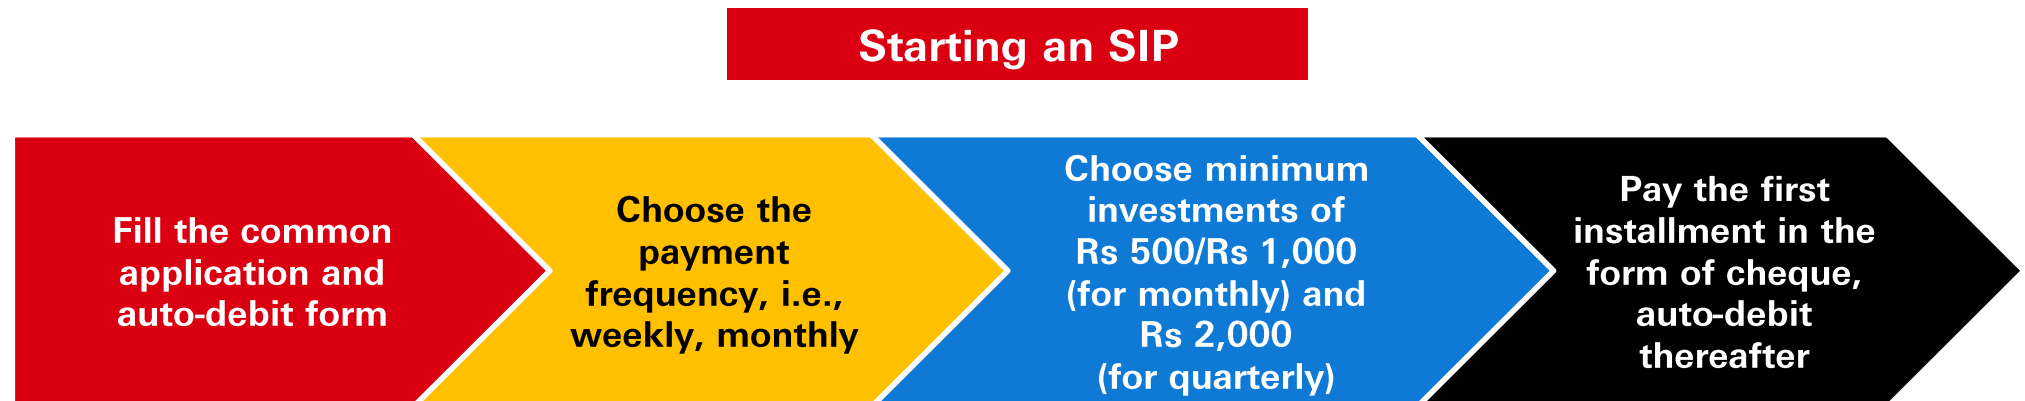 Starting an SIP
Fill the common
application and
auto-debit form
Choose the
payment
frequency, i.e.,
weekly, monthly
Choose minimum
investments of
Rs 500/Rs 1,000
(for monthly) and
Rs 2,000
(for quarterly)
Pay the first
installment in the
form of cheque,
auto-debit
thereafter